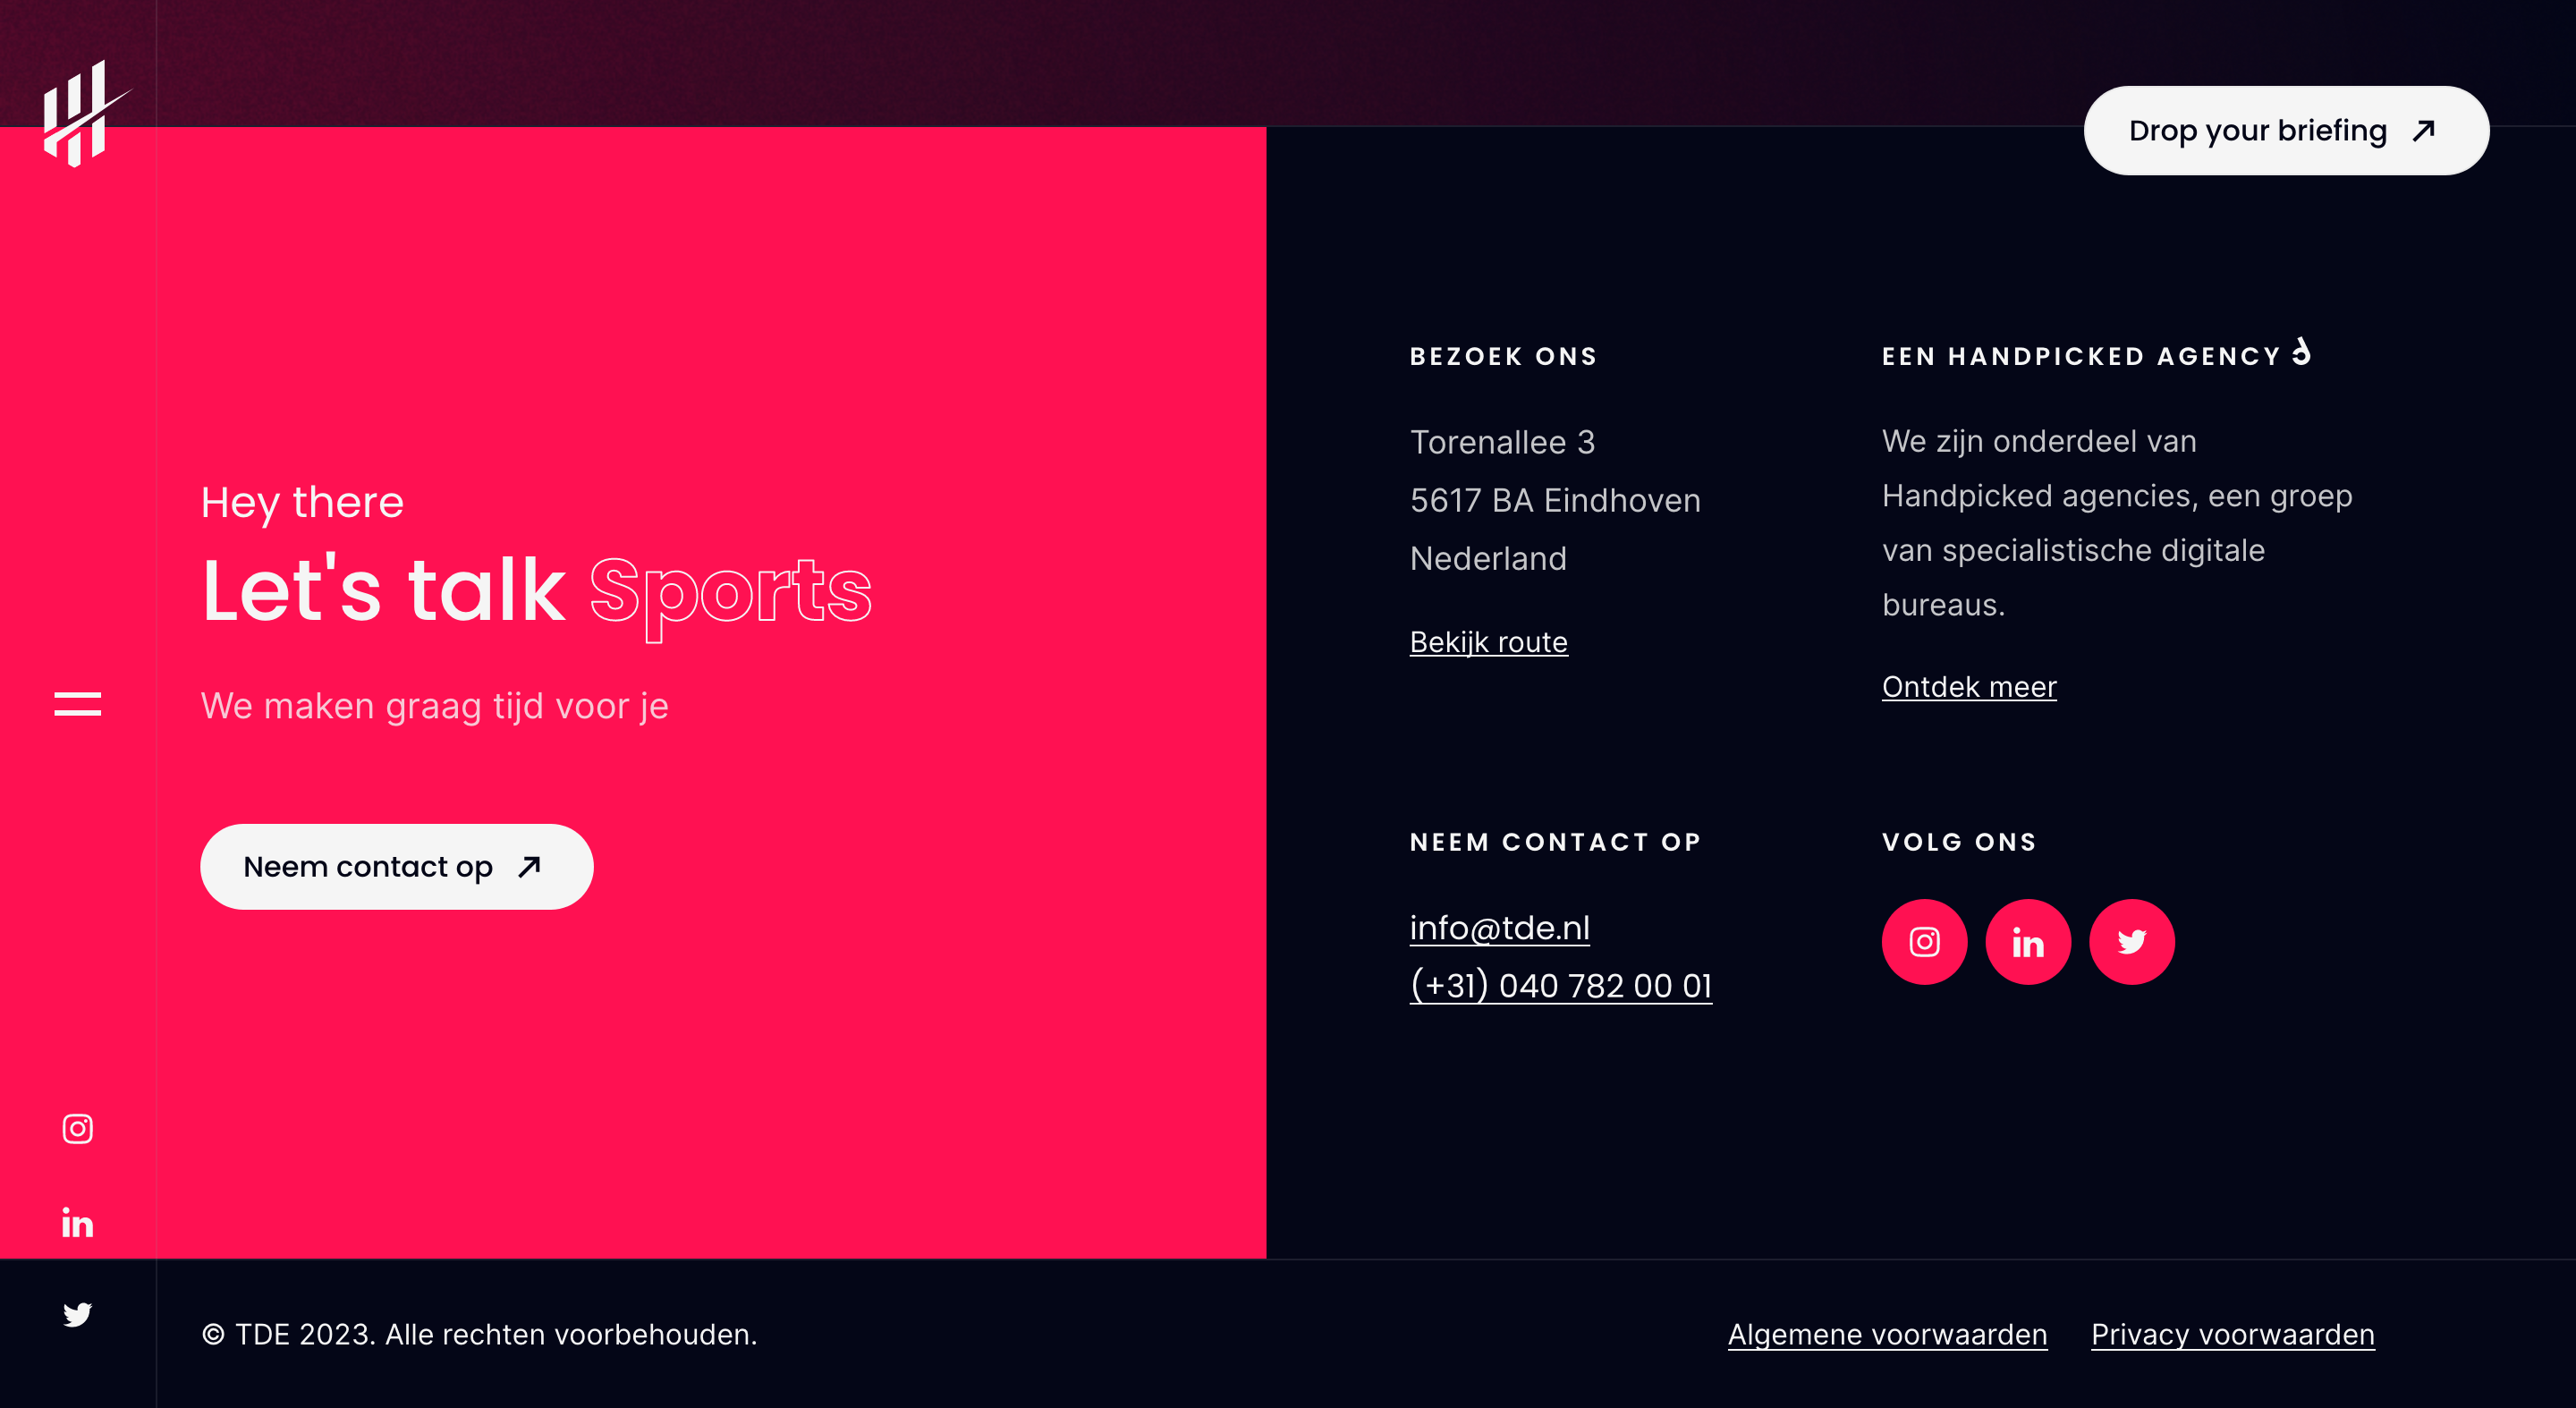 Drop your briefing
Hey there
Let's talk Sports
We maken graag tijd voor je
Neem contact op
BEZOEK ONS
Torenallee 3
5617 BA Eindhoven
Nederland
Bekijk route
EEN HANDPICKED AGENCY
We zijn onderdeel van
Handpicked agencies, een groep
van specialistische digitale
bureaus.
Ontdek meer
NEEM CONTACT OP
info@tde.nl
(+31) 040 782 00 01
VOLG ONS
© TDE 2023. Alle rechten voorbehouden.
Algemene voorwaarden
Privacy voorwaarden